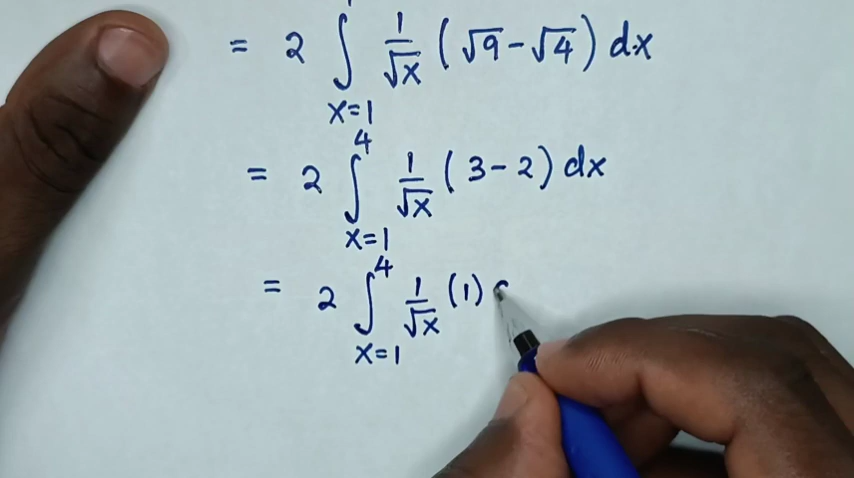 = 2 ∫ 1/√x (√9 - √4) dx
x=1
4
= 2 ∫ 1/√x (3 - 2) dx
x=1
4
= 2 ∫ 1/√x (1)
x=1